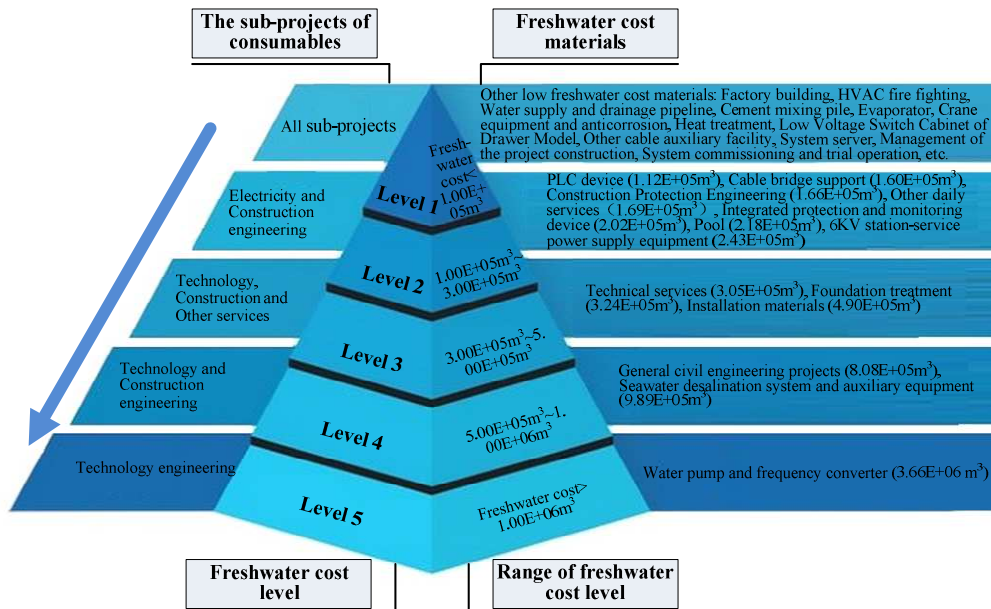 The sub-projects of
consumables
Freshwater cost
materials
All sub-projects
Fresh-
water
cost<
1.00E+
05m³
Level 1
Other low freshwater cost materials: Factory building, HVAC fire fighting,
Water supply and drainage pipeline, Cement mixing pile, Evaporator, Crane
equipment and anticorrosion, Heat treatment, Low Voltage Switch Cabinet of
Drawer Model, Other cable auxiliary facility, System server, Management of
the project construction, System commissioning and trial operation, etc.
Electricity and
Construction
engineering
Level 2
1.00E+05m³~
3.00E+05m³
PLC device (1.12E+05m³), Cable bridge support (1.60E+05m³),
Construction Protection Engineering (1.66E+05m³), Other daily
services（1.69E+05m³）, Integrated protection and monitoring
device (2.02E+05m³), Pool (2.18E+05m³), 6KV station-service
power supply equipment (2.43E+05m³)
Technology,
Construction and
Other services
Level 3
3.00E+05m³~5.
00E+05m³
Technical services (3.05E+05m³), Foundation treatment
(3.24E+05m³), Installation materials (4.90E+05m³)
Technology and
Construction
engineering
Level 4
5.00E+05m³~1.
00E+06m³
General civil engineering projects (8.08E+05m³),
Seawater desalination system and auxiliary equipment
(9.89E+05m³)
Technology engineering
Level 5
Freshwater cost>
1.00E+06m³
Water pump and frequency converter (3.66E+06 m³)
Freshwater cost
level
Range of freshwater
cost level